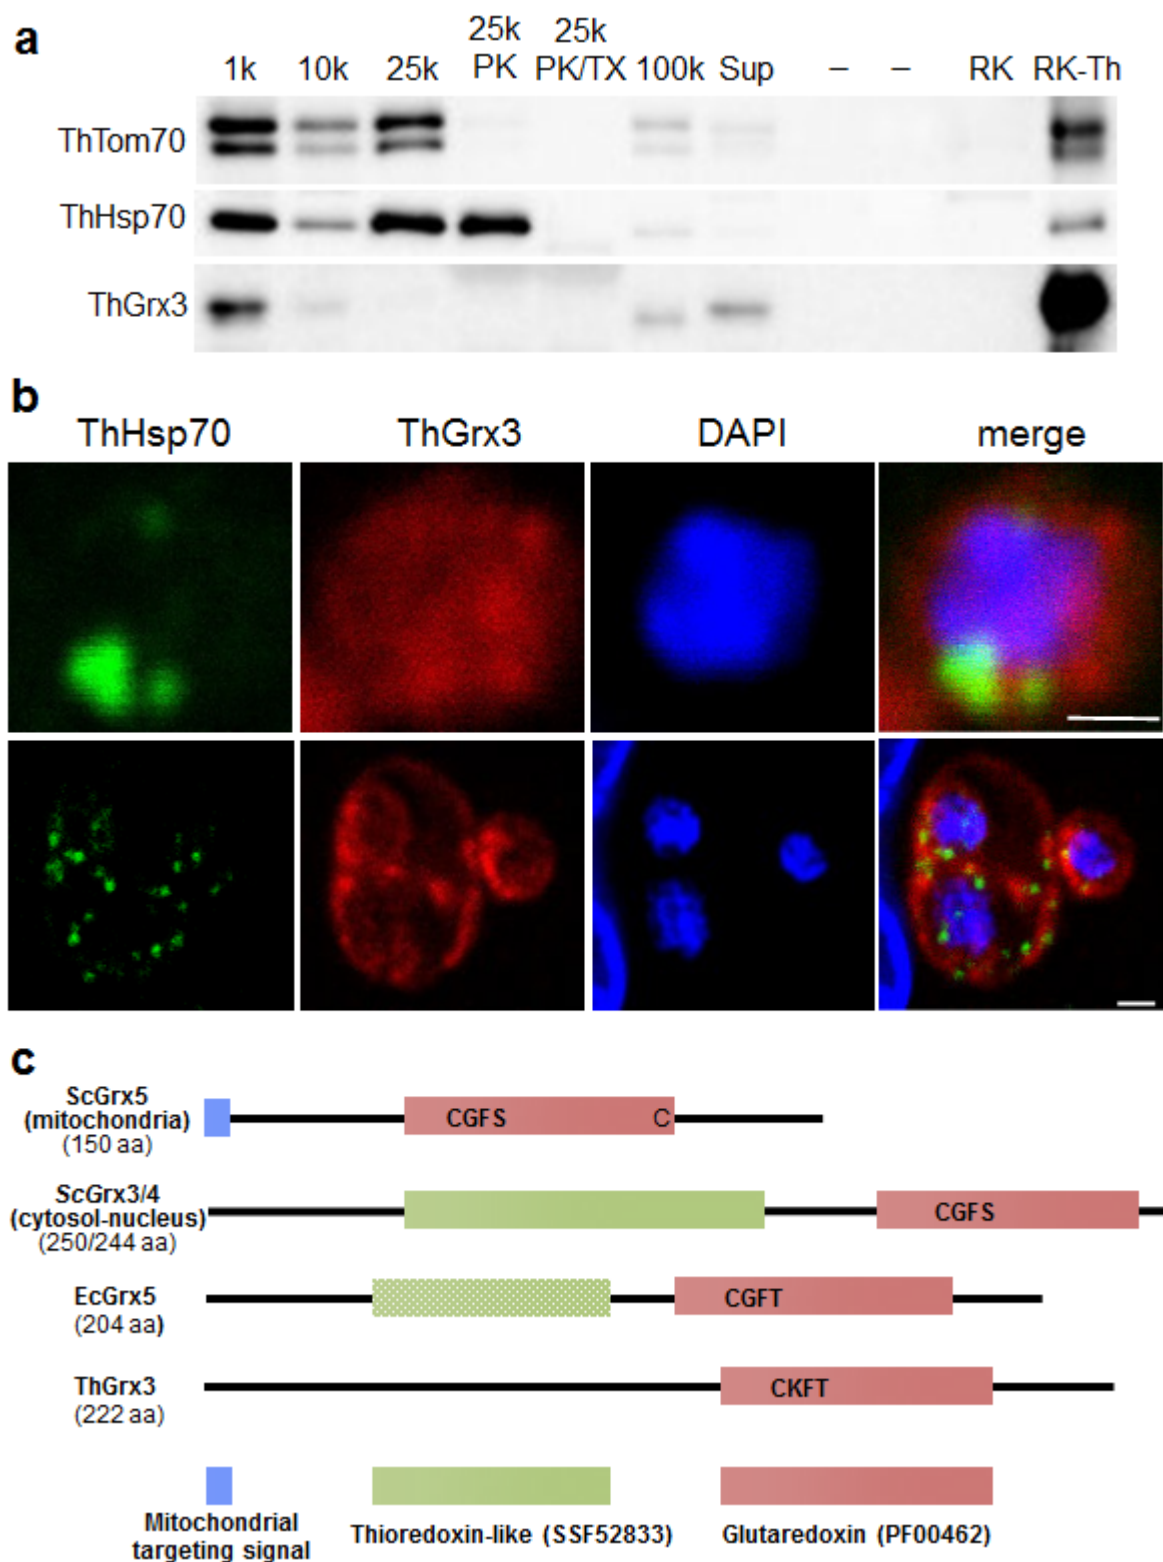 a
1k 10k 25k 25k PK 25k PK/TX 100k Sup – – RK RK-Th
ThTom70
ThHsp70
ThGrx3
b
ThHsp70 ThGrx3 DAPI merge
c
ScGrx5
(mitochondria)
(150 aa)
CGFS C
ScGrx3/4
(cytosol-nucleus)
(250/244 aa)
CGFS
EcGrx5
(204 aa)
CGFT
ThGrx3
(222 aa)
CKFT
Mitochondrial
targeting signal
Thioredoxin-like (SSF52833)
Glutaredoxin (PF00462)